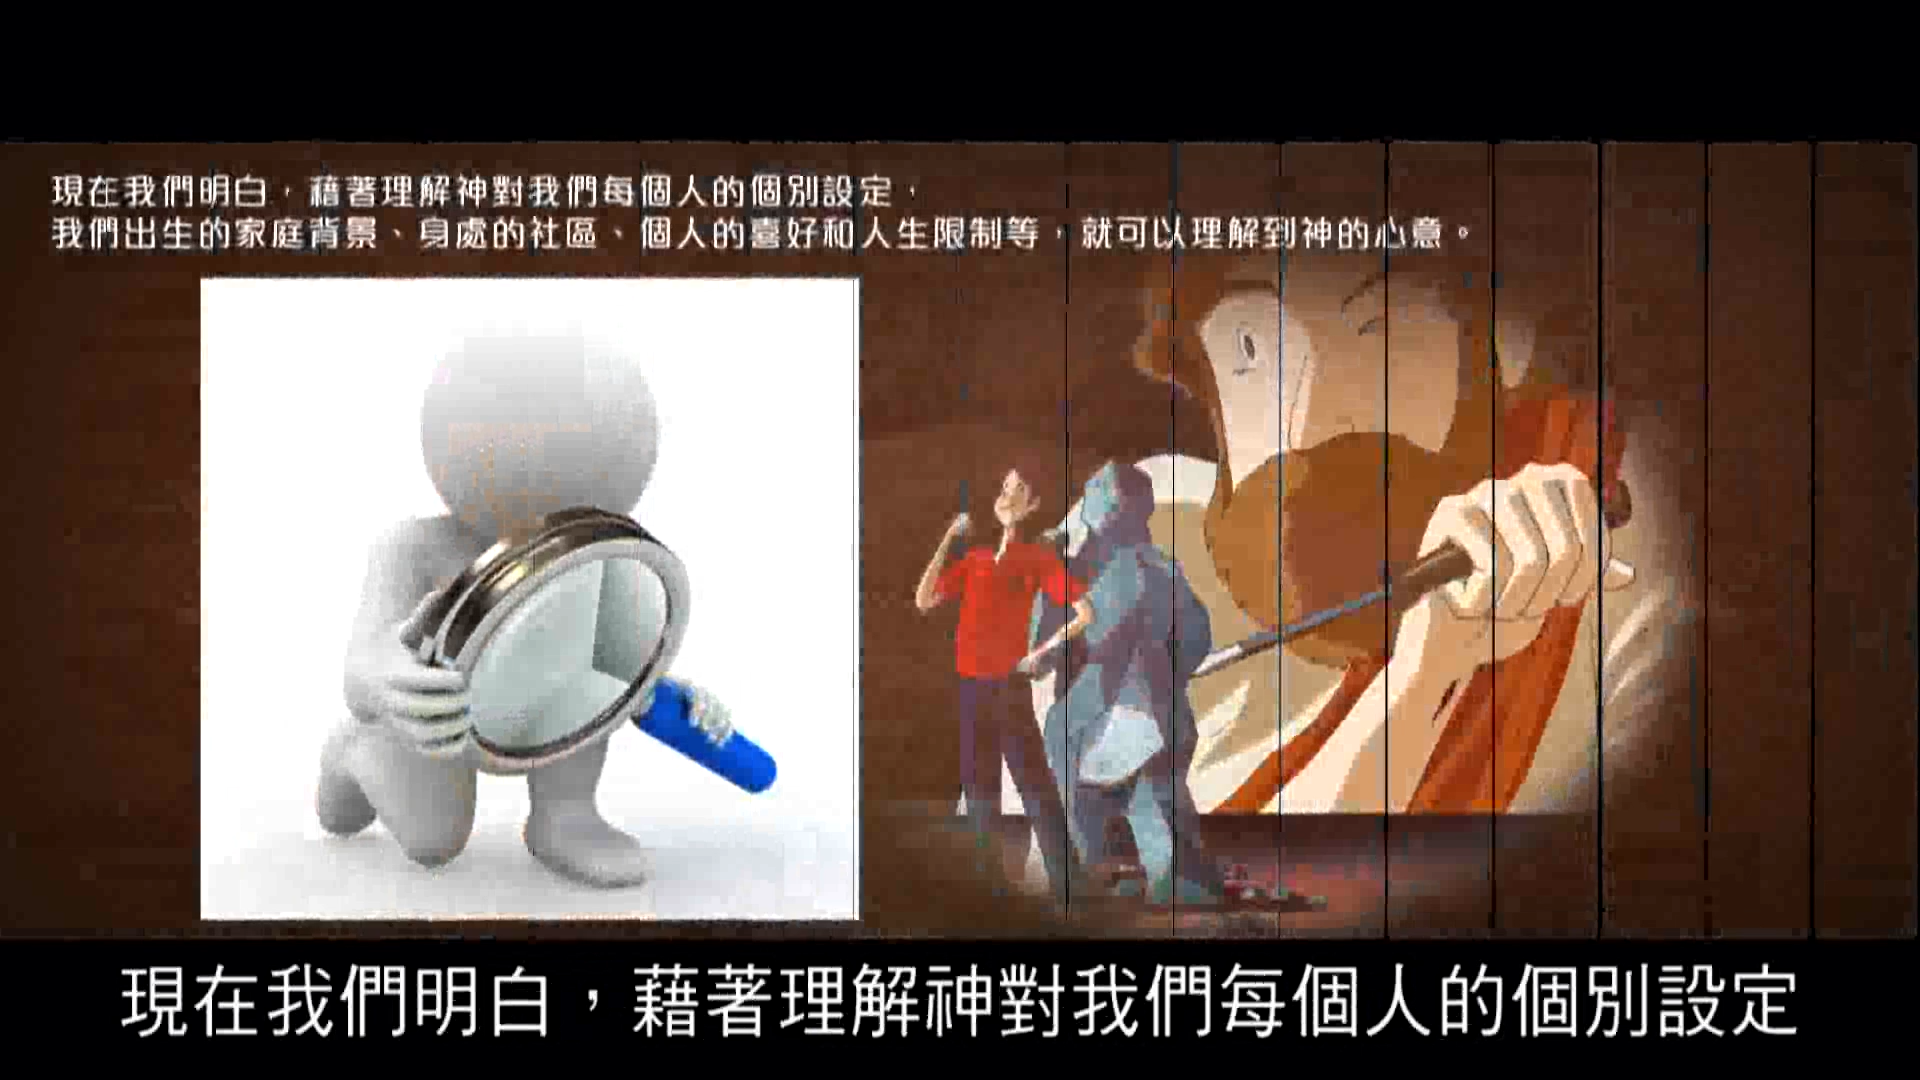 現在我們明白，藉著理解神對我們每個人的個別設定，
我們出生的家庭背景、身處的社區、個人的喜好和人生限制等，就可以理解到神的心意。
現在我們明白，藉著理解神對我們每個人的個別設定